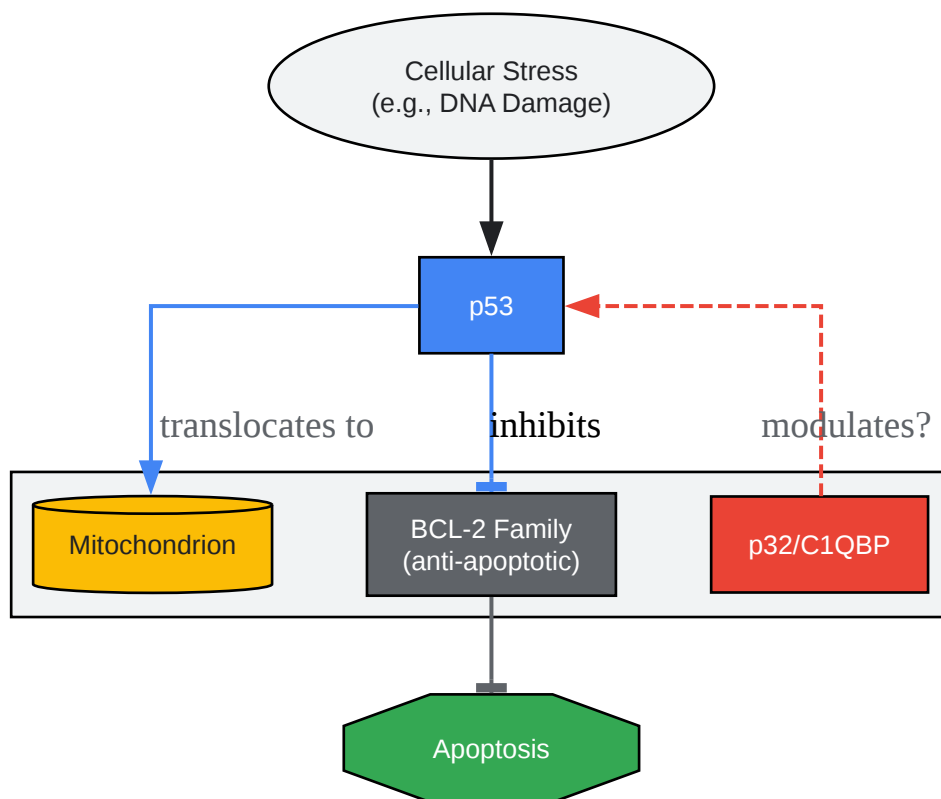 Cellular Stress
(e.g., DNA Damage)
p53
translocates to
inhibits
modulates?
Mitochondrion
BCL-2 Family
(anti-apoptotic)
p32/C1QBP
Apoptosis